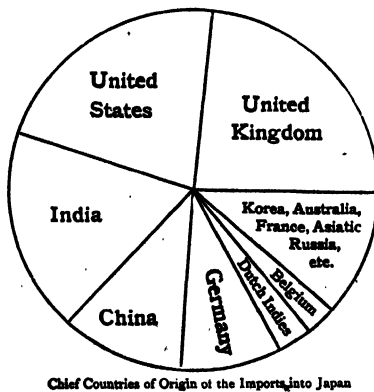 United
States
United
Kingdom
India
Korea, Australia,
France, Asiatic
Russia,
etc.
Belgium
Dutch Indies
Germany
China
Chief Countries of Origin of the Imports into Japan